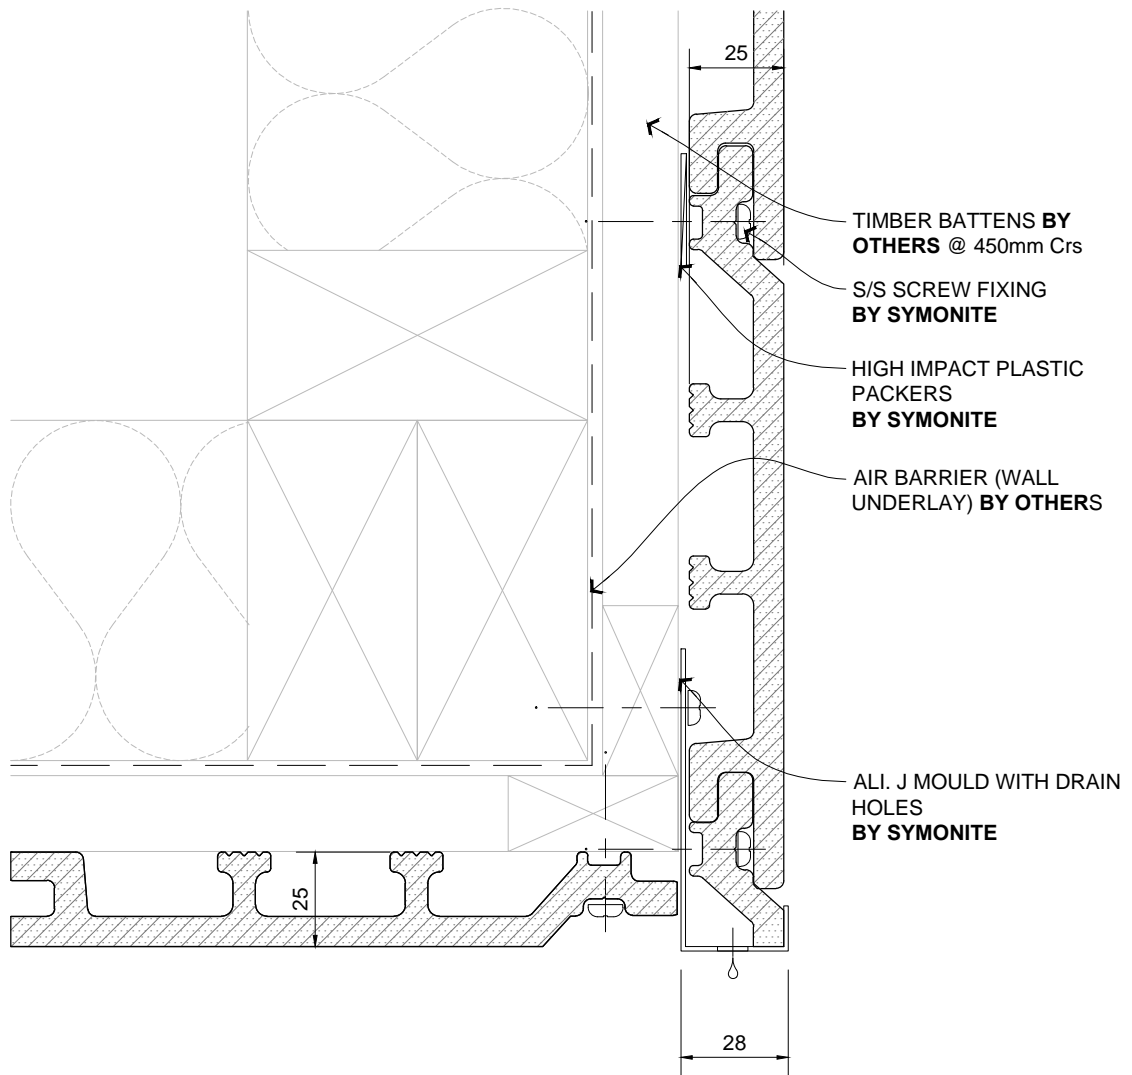 25
TIMBER BATTENS BY
OTHERS @ 450mm Crs
S/S SCREW FIXING
BY SYMONITE
HIGH IMPACT PLASTIC
PACKERS
BY SYMONITE
AIR BARRIER (WALL
UNDERLAY) BY OTHERS
ALI. J MOULD WITH DRAIN
HOLES
BY SYMONITE
25
28